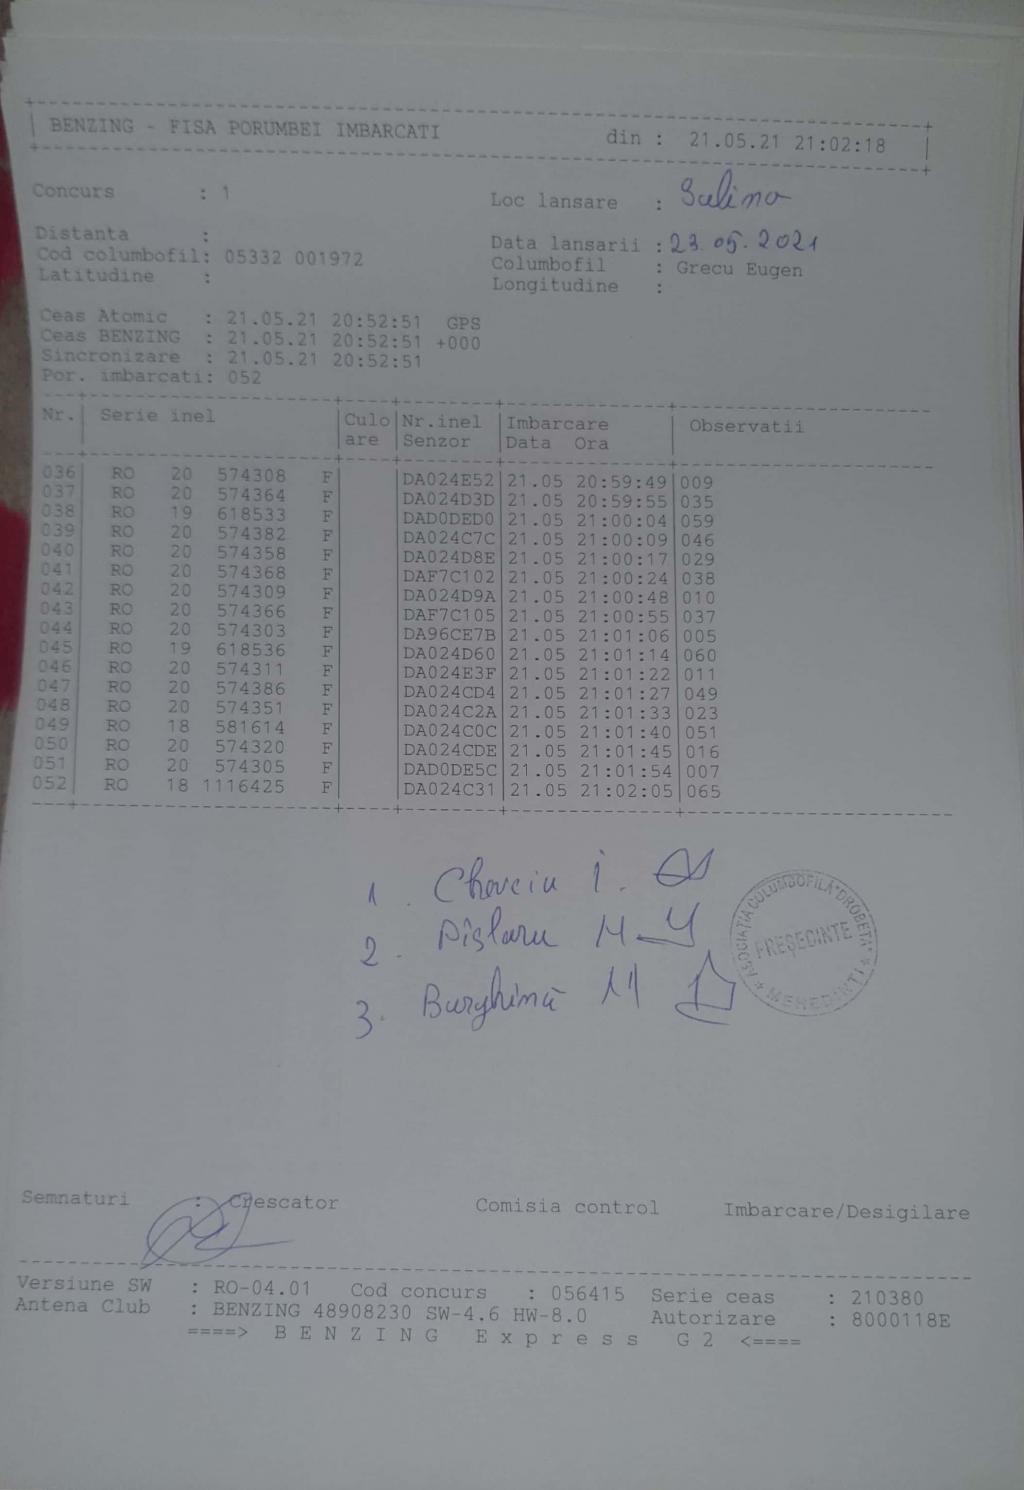 BENZING - FISA PORUMBEI IMBARCATI din : 21.05.21 21:02:18
Concurs : 1 Loc lansare : Salina
Distanta : Data lansarii : 23.05.2021
Cod columbofil: 05332 001972 Columbofil : Grecu Eugen
Latitudine : Longitudine :
Ceas Atomic : 21.05.21 20:52:51 GPS
Ceas BENZING : 21.05.21 20:52:51 +000
Sincronizare : 21.05.21 20:52:51
Por. imbarcati: 052
Nr. Serie inel Culo Nr.inel Imbarcare Observatii
are Senzor Data Ora
036 RO 20 574308 F DA024E52 21.05 20:59:49 009
037 RO 20 574364 F DA024D3D 21.05 20:59:55 035
038 RO 19 618533 F DAD0DED0 21.05 21:00:04 059
039 RO 20 574382 F DA024C7C 21.05 21:00:09 046
040 RO 20 574358 F DA024D8E 21.05 21:00:17 029
041 RO 20 574368 F DAF7C102 21.05 21:00:24 038
042 RO 20 574309 F DA024D9A 21.05 21:00:48 010
043 RO 20 574366 F DAF7C105 21.05 21:00:55 037
044 RO 20 574303 F DA96CE7B 21.05 21:01:06 005
045 RO 19 618536 F DA024D60 21.05 21:01:14 060
046 RO 20 574311 F DA024E3F 21.05 21:01:22 011
047 RO 20 574386 F DA024CD4 21.05 21:01:27 049
048 RO 20 574351 F DA024C2A 21.05 21:01:33 023
049 RO 18 581614 F DA024C0C 21.05 21:01:40 051
050 RO 20 574320 F DA024CDE 21.05 21:01:45 016
051 RO 20 574305 F DAD0DE5C 21.05 21:01:54 007
052 RO 18 1116425 F DA024C31 21.05 21:02:05 065
1. I.
2. Pîslaru M
3. Burghină M
ASOCIAȚIA COLUMBOFILA "DROBETA"
PREȘEDINTE
* MEHEDINTI *
Semnaturi : Crescator Comisia control Imbarcare/Desigilare
Versiune SW : RO-04.01 Cod concurs : 056415 Serie ceas : 210380
Antena Club : BENZING 48908230 SW-4.6 HW-8.0 Autorizare : 8000118E
====> B E N Z I N G E x p r e s s G 2 <====